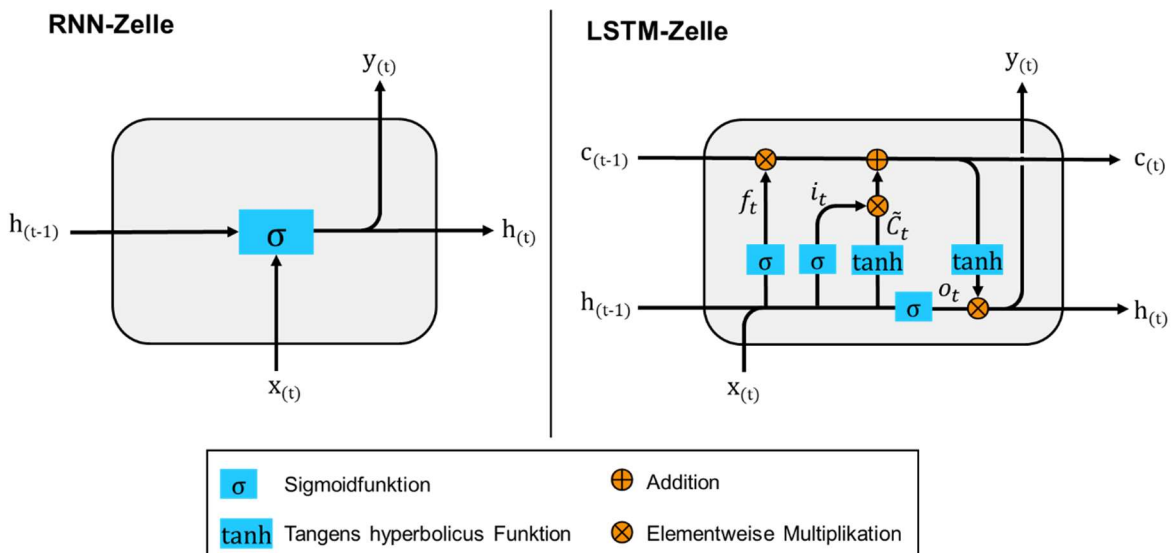 RNN-Zelle
y(t)
h(t-1)
σ
h(t)
x(t)
LSTM-Zelle
y(t)
c(t-1)
c(t)
f_t
i_t
C̃_t
σ
σ
tanh
tanh
h(t-1)
σ
o_t
h(t)
x(t)
σ Sigmoidfunktion
Addition
tanh Tangens hyperbolicus Funktion
Elementweise Multiplikation